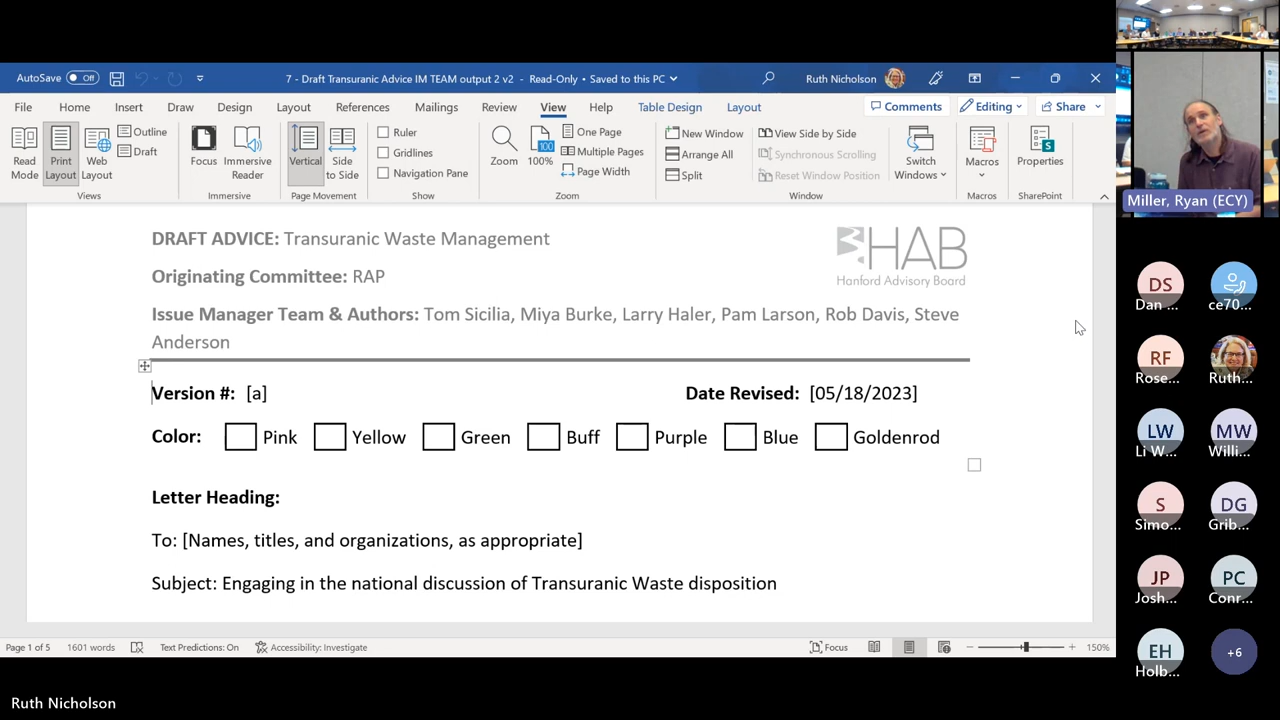 AutoSave Off
7 - Draft Transuranic Advice IM TEAM output 2 v2 - Read-Only • Saved to this PC
Ruth Nicholson
File Home Insert Draw Design Layout References Mailings Review View Help Table Design Layout
Comments Editing Share
Read Mode
Print Layout
Web Layout
Outline
Draft
Views
Focus
Immersive Reader
Immersive
Vertical
Side to Side
Page Movement
Ruler
Gridlines
Navigation Pane
Show
Zoom
100
100%
One Page
Multiple Pages
Page Width
Zoom
New Window
Arrange All
Split
View Side by Side
Synchronous Scrolling
Reset Window Position
Switch Windows
Window
Macros
Macros
Properties
SharePoint
DRAFT ADVICE: Transuranic Waste Management
HAB
Hanford Advisory Board
Originating Committee: RAP
Issue Manager Team & Authors: Tom Sicilia, Miya Burke, Larry Haler, Pam Larson, Rob Davis, Steve
Anderson
Version #: [a] Date Revised: [05/18/2023]
Color: Pink Yellow Green Buff Purple Blue Goldenrod
Letter Heading:
To: [Names, titles, and organizations, as appropriate]
Subject: Engaging in the national discussion of Transuranic Waste disposition
Page 1 of 5 1601 words Text Predictions: On Accessibility: Investigate Focus 150%
Ruth Nicholson
Miller, Ryan (ECY)
DS
Dan ...
ce70...
RF
Rose...
Ruth...
LW
Li W...
MW
Willi...
S
Simo...
DG
Grib...
JP
Josh...
PC
Conr...
EH
Holb...
+6